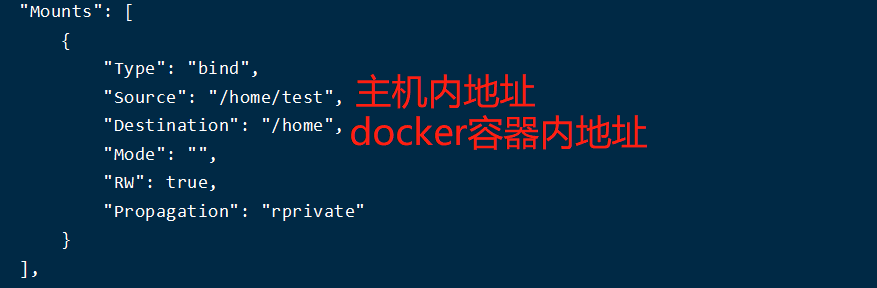 "Mounts": [
{
"Type": "bind",
"Source": "/home/test", 主机内地址
"Destination": "/home", docker容器内地址
"Mode": "",
"RW": true,
"Propagation": "rprivate"
}
],